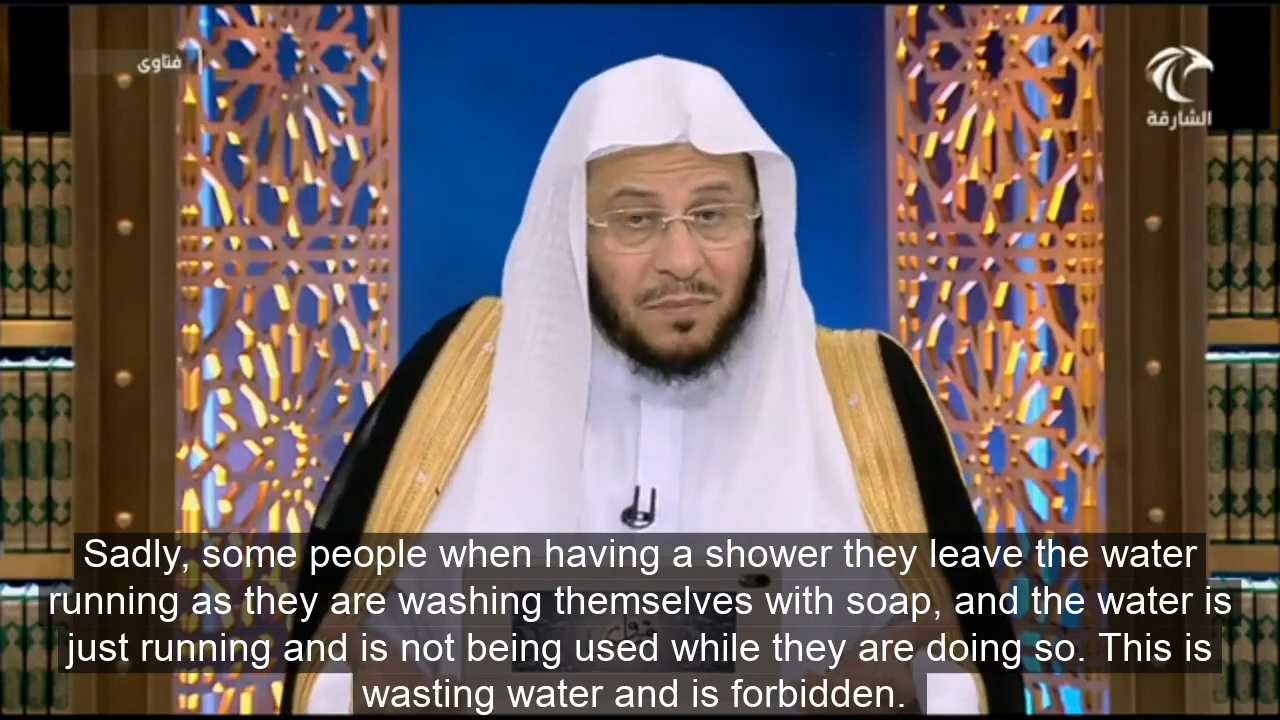 فتاوى
الشارقة
Sadly, some people when having a shower they leave the water
running as they are washing themselves with soap, and the water is
just running and is not being used while they are doing so. This is
wasting water and is forbidden.